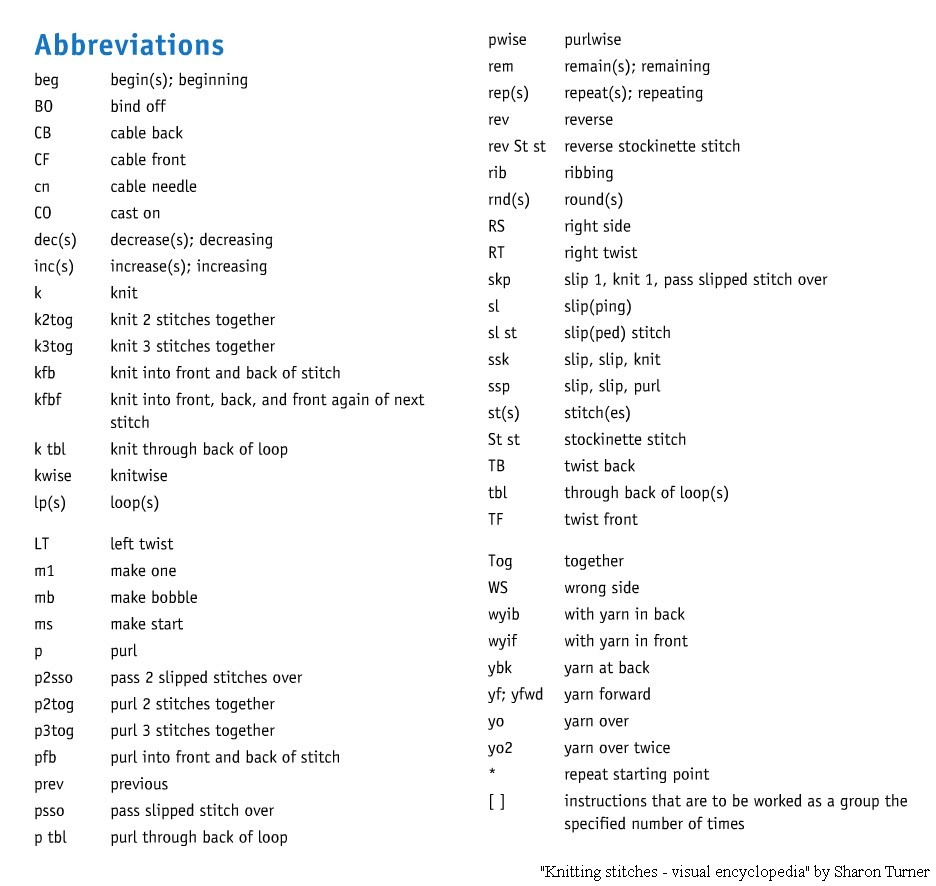 Abbreviations
beg begin(s); beginning
BO bind off
CB cable back
CF cable front
cn cable needle
CO cast on
dec(s) decrease(s); decreasing
inc(s) increase(s); increasing
k knit
k2tog knit 2 stitches together
k3tog knit 3 stitches together
kfb knit into front and back of stitch
kfbf knit into front, back, and front again of next
stitch
k tbl knit through back of loop
kwise knitwise
lp(s) loop(s)
LT left twist
m1 make one
mb make bobble
ms make start
p purl
p2sso pass 2 slipped stitches over
p2tog purl 2 stitches together
p3tog purl 3 stitches together
pfb purl into front and back of stitch
prev previous
psso pass slipped stitch over
p tbl purl through back of loop
pwise purlwise
rem remain(s); remaining
rep(s) repeat(s); repeating
rev reverse
rev St st reverse stockinette stitch
rib ribbing
rnd(s) round(s)
RS right side
RT right twist
skp slip 1, knit 1, pass slipped stitch over
sl slip(ping)
sl st slip(ped) stitch
ssk slip, slip, knit
ssp slip, slip, purl
st(s) stitch(es)
St st stockinette stitch
TB twist back
tbl through back of loop(s)
TF twist front
Tog together
WS wrong side
wyib with yarn in back
wyif with yarn in front
ybk yarn at back
yf; yfwd yarn forward
yo yarn over
yo2 yarn over twice
* repeat starting point
[ ] instructions that are to be worked as a group the
specified number of times
"Knitting stitches - visual encyclopedia" by Sharon Turner